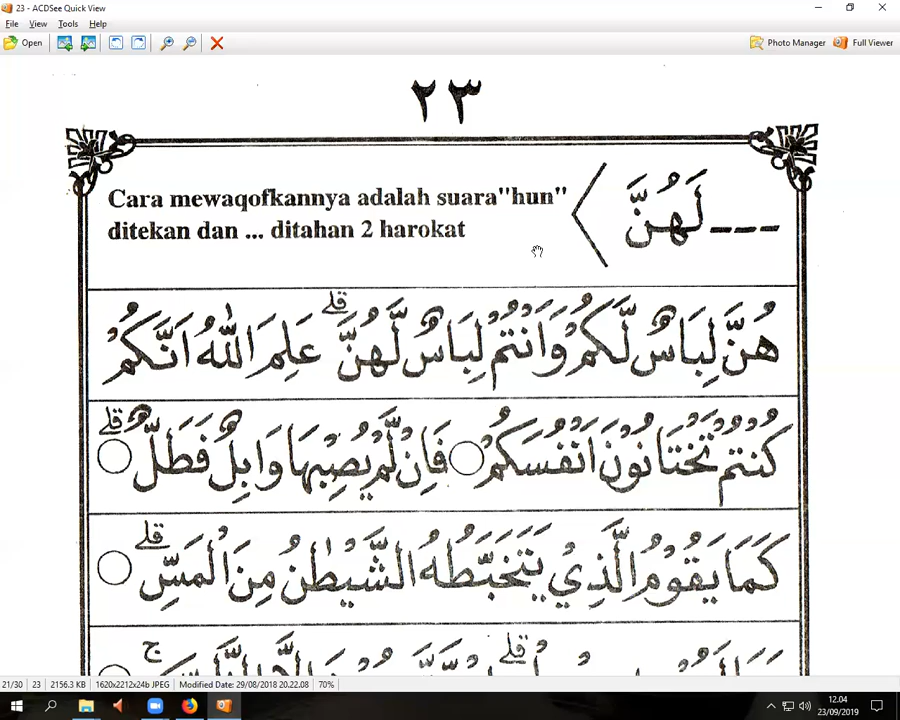 23 - ACDSee Quick View
File View Tools Help
Open Photo Manager Full Viewer
٢٣
Cara mewaqofkannya adalah suara"hun"
ditekan dan ... ditahan 2 harokat
--- لَهُنَّ
هُنَّ لِبَاسٌ لَّكُمْ وَاَنْتُمْ لِبَاسٌ لَّهُنَّ ۗ عَلِمَ اللّٰهُ اَنَّكُمْ
كُنْتُمْ تَخْتَانُوْنَ اَنْفُسَكُمْ ○ فَاِنْ لَّمْ يُصِبْهَا وَابِلٌ فَطَلٌّ ۗ ○
كَمَا يَقُوْمُ الَّذِيْ يَتَخَبَّطُهُ الشَّيْطٰنُ مِنَ الْمَسِّ ۗ ○
21/30 23 2156.3 KB 1620x2212x24b JPEG Modified Date: 29/08/2018 20.22.08 70%
12.04
23/09/2019